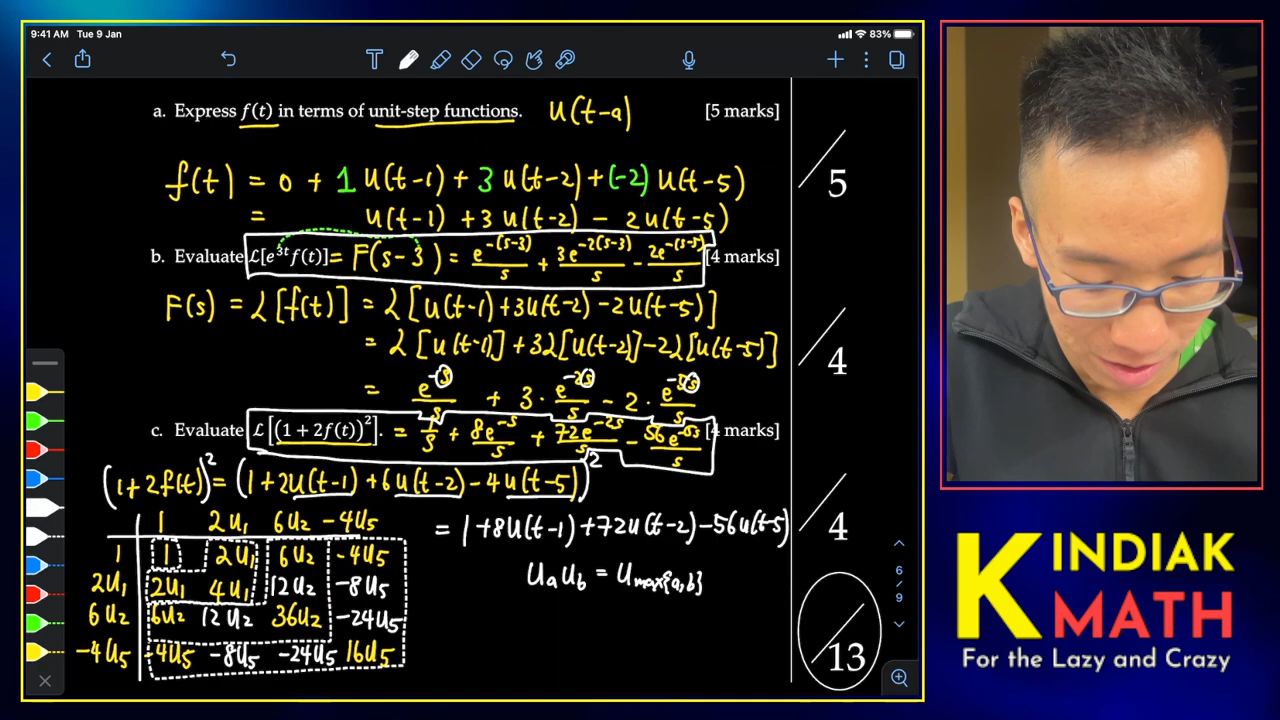 9:41 AM Tue 9 Jan 83%
a. Express f(t) in terms of unit-step functions. u(t-a) [5 marks]
f(t) = 0 + 1 u(t-1) + 3 u(t-2) + (-2) u(t-5)
= u(t-1) + 3 u(t-2) - 2u(t-5)
5
b. Evaluate ℒ[e^{3t}f(t)] = F(s-3) = e^{-(s-3)}/s + 3e^{-2(s-3)}/s - 2e^{-(s-5)}/s [4 marks]
F(s) = ℒ[f(t)] = ℒ[u(t-1)+3u(t-2)-2u(t-5)]
= ℒ[u(t-1)] + 3ℒ[u(t-2)] - 2ℒ[u(t-5)]
4
= e^{-s}/s + 3 · e^{-2s}/s - 2 · e^{-5s}/s
c. Evaluate ℒ[(1 + 2f(t))²]. = 1/s + 8e^{-s}/s + 72e^{-2s}/s - 56e^{-5s}/s [4 marks]
(1+2f(t))² = (1+2u(t-1)+6u(t-2)-4u(t-5))²
1 2u₁ 6u₂ -4u₅
= 1+8u(t-1)+72u(t-2)-56u(t-5)
4
1 1 2u₁ 6u₂ -4u₅
2u₁ 2u₁ 4u₁ 12u₂ -8u₅
uₐu_b = u_{max{a,b}}
6u₂ 6u₂ 12u₂ 36u₂ -24u₅
-4u₅ -4u₅ -8u₅ -24u₅ 16u₅
13
6/9
KINDIAK
MATH
For the Lazy and Crazy